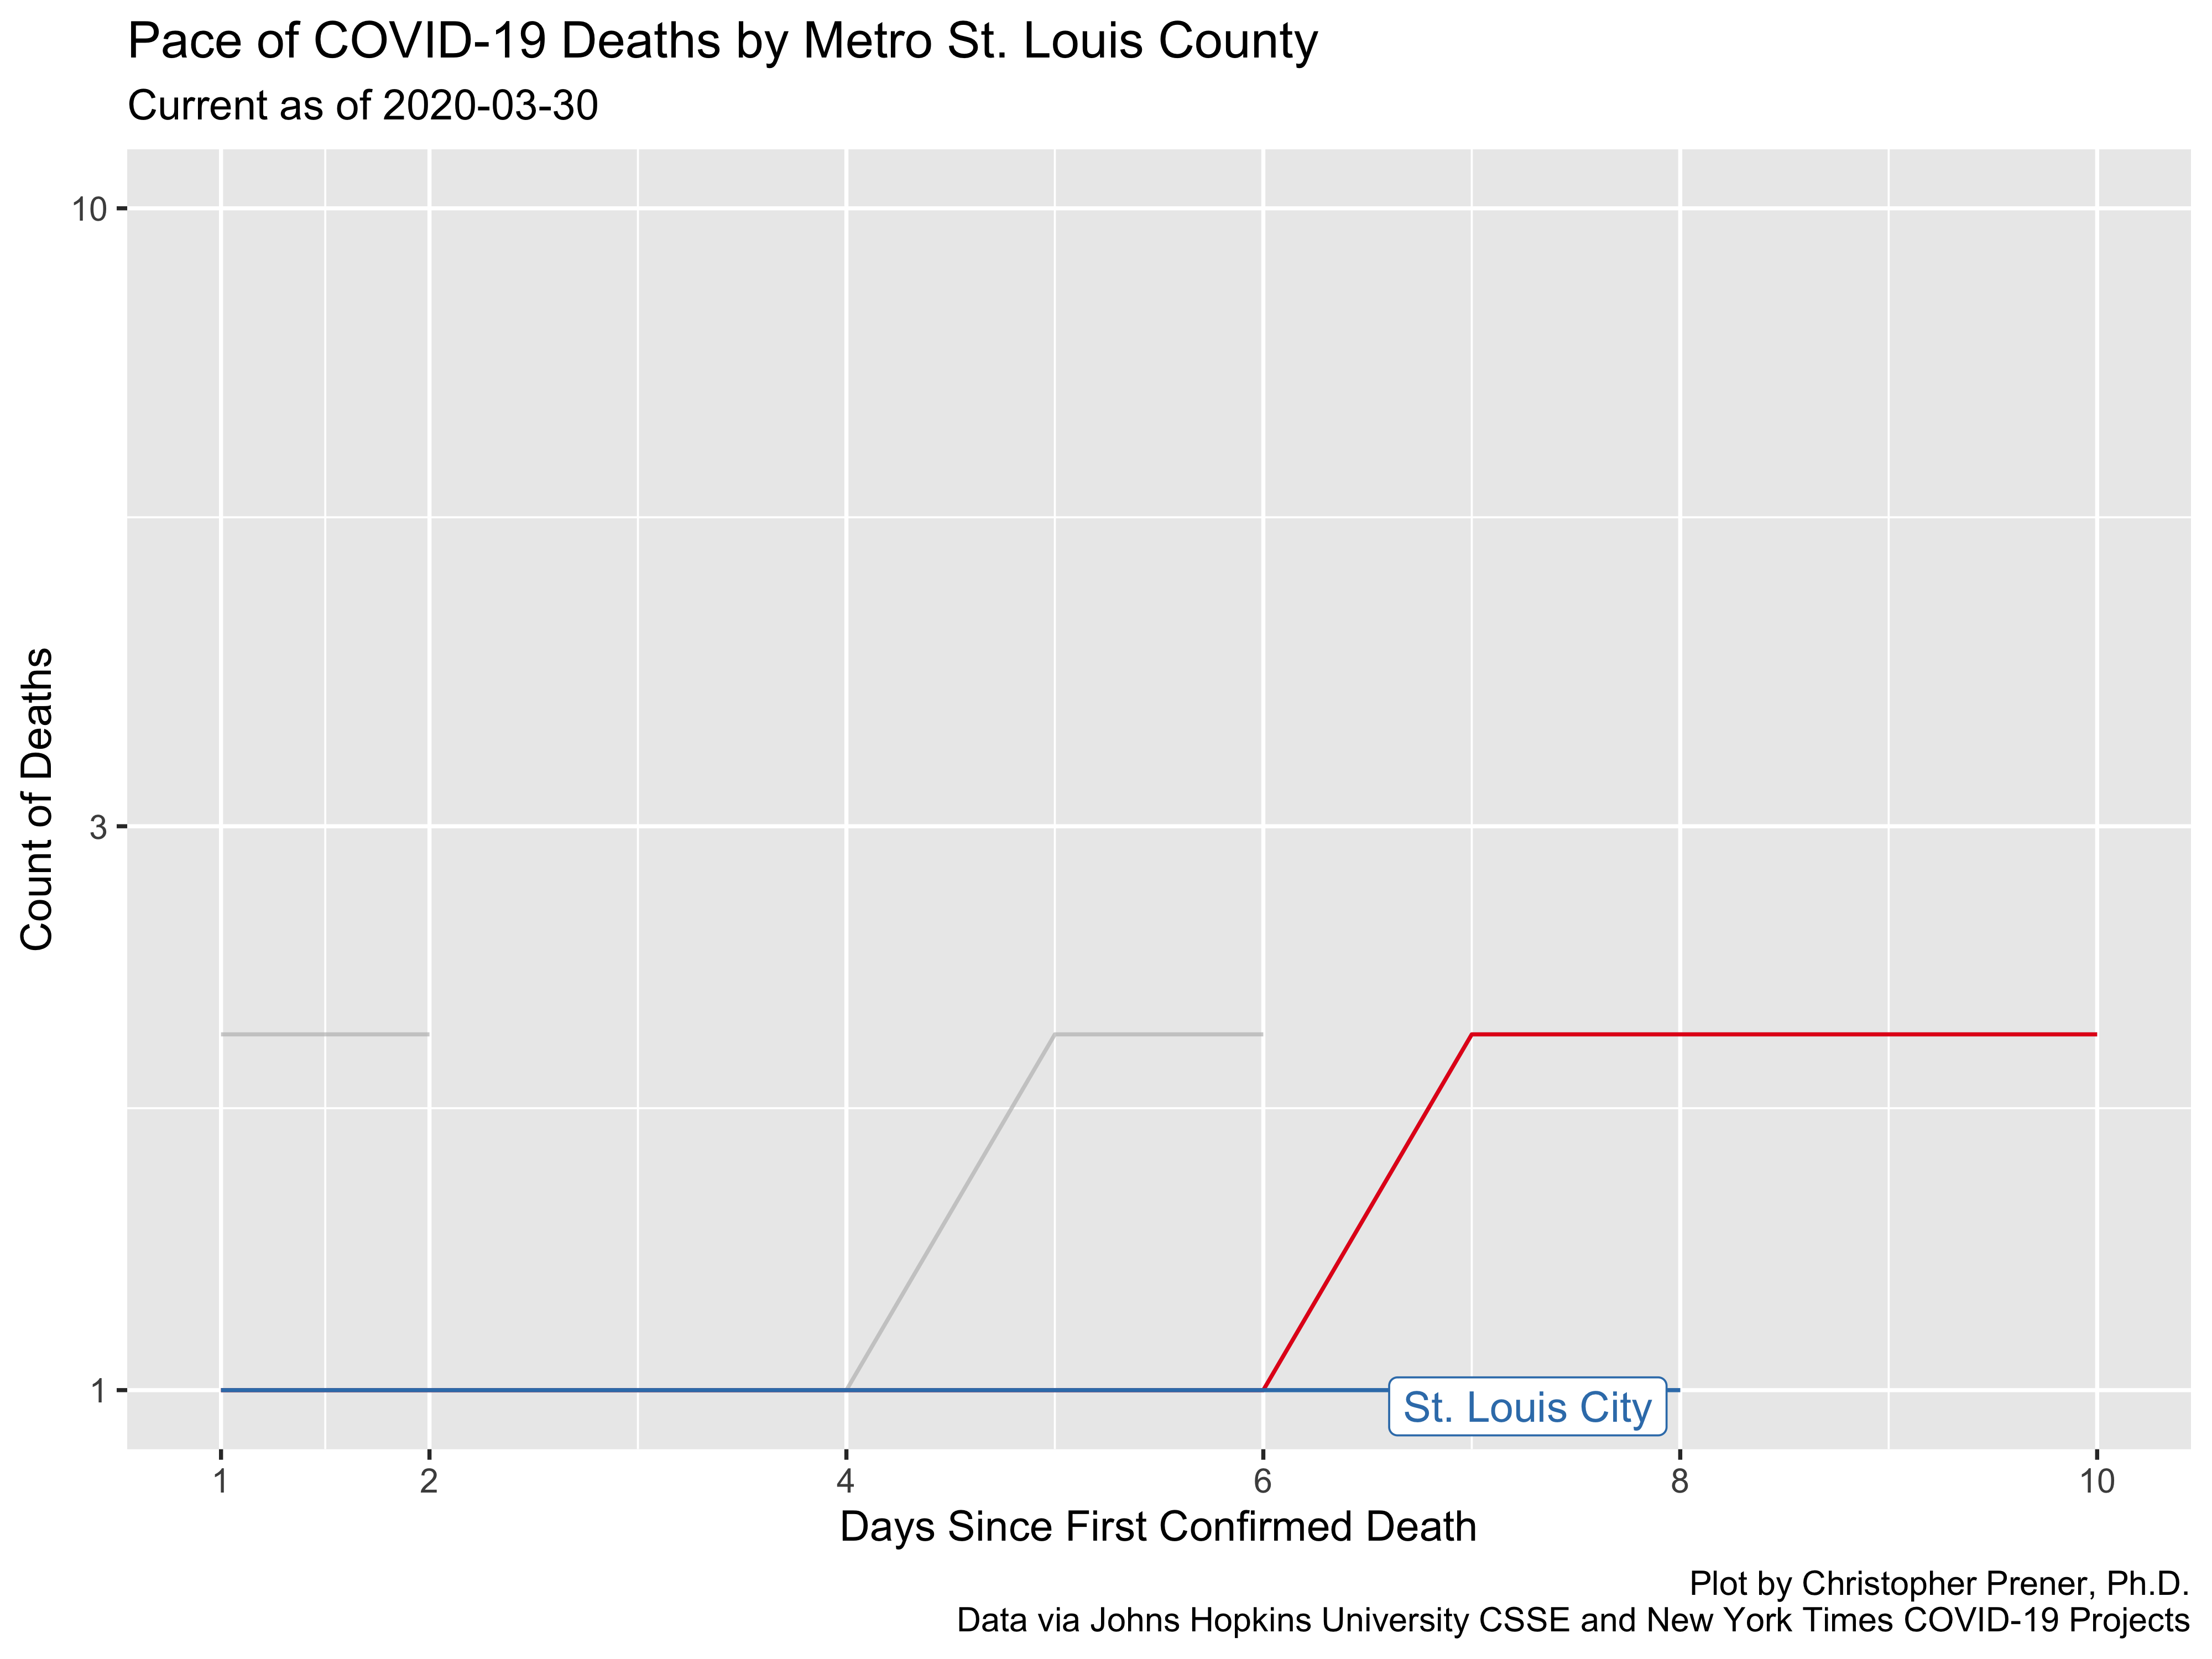 Pace of COVID-19 Deaths by Metro St. Louis County
Current as of 2020-03-30
10
3
1
Count of Deaths
St. Louis City
1 2 4 6 8 10
Days Since First Confirmed Death
Plot by Christopher Prener, Ph.D.
Data via Johns Hopkins University CSSE and New York Times COVID-19 Projects